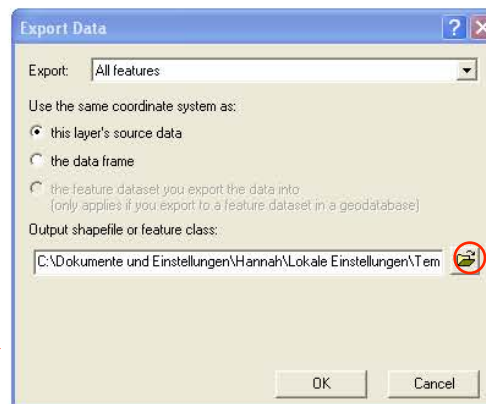 Export Data
Export: All features
Use the same coordinate system as:
this layer's source data
the data frame
the feature dataset you export the data into
(only applies if you export to a feature dataset in a geodatabase)
Output shapefile or feature class:
C:\Dokumente und Einstellungen\Hannah\Lokale Einstellungen\Tem
OK Cancel